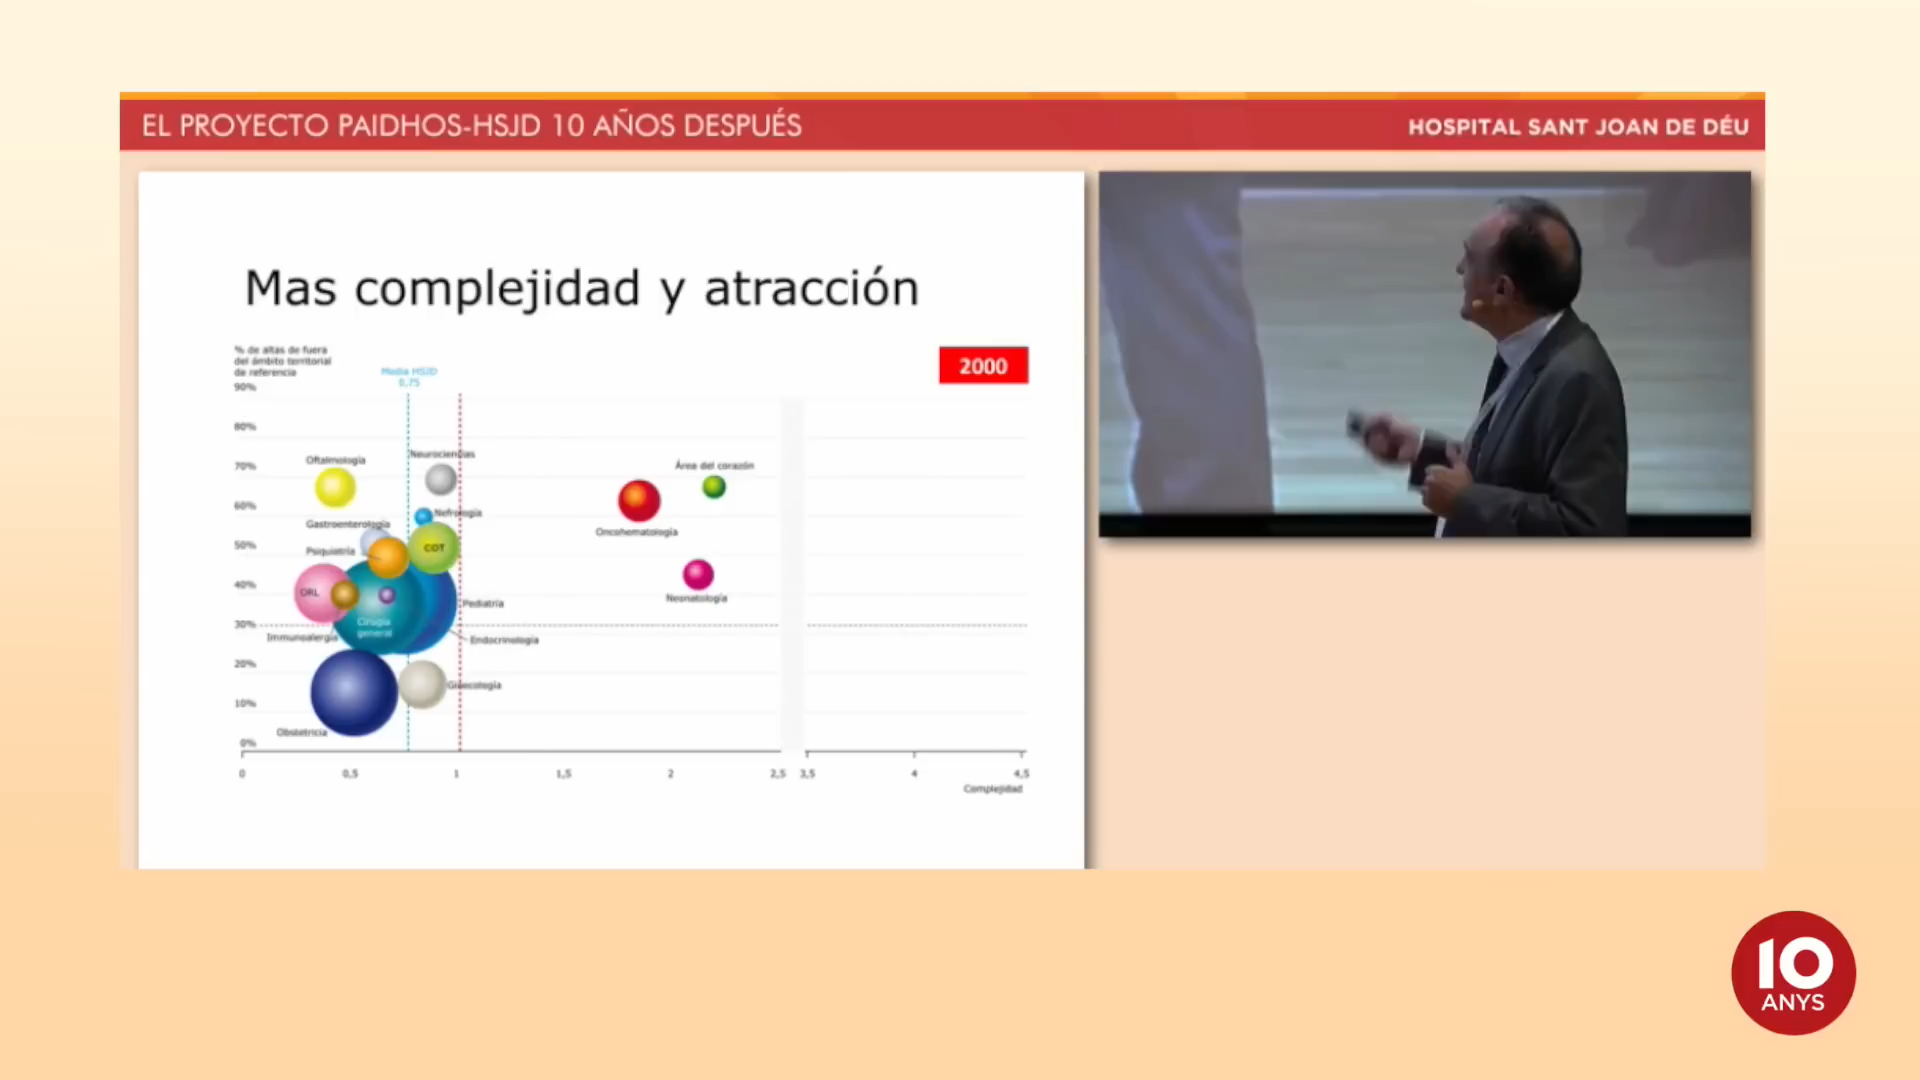 EL PROYECTO PAIDHOS-HSJD 10 AÑOS DESPUÉS
HOSPITAL SANT JOAN DE DÉU
Mas complejidad y atracción
% de altas de fuera
del ámbito territorial
de referencia
2000
Media HSJD
0,75
90%
80%
70%
60%
50%
40%
30%
20%
10%
0%
Oftalmología
Neurociencias
Área del corazón
Nefrología
Gastroenterología
Oncohematología
COT
Psiquiatría
ORL
Neonatología
Pediatría
Cirugía
general
Immunoalergia
Endocrinología
Ginecología
Obstetricia
0
0,5
1
1,5
2
2,5
3,5
4
4,5
Complejidad
10
ANYS